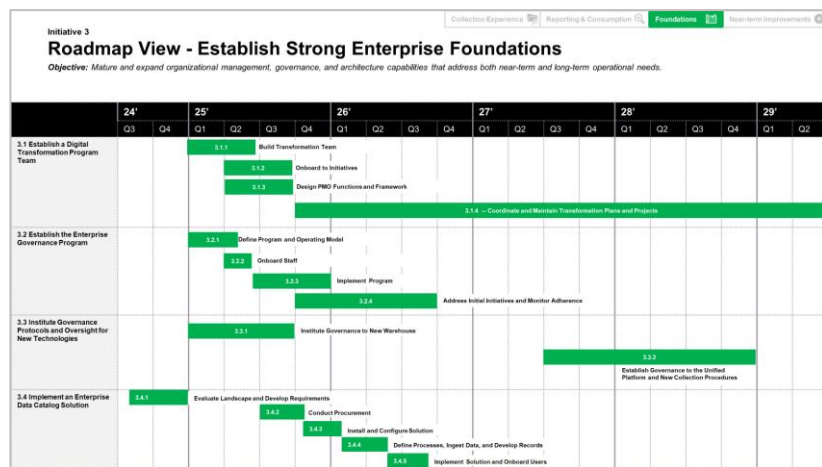 Collection Experience
Reporting & Consumption
Foundations
Near-term Improvements
Initiative 3
Roadmap View - Establish Strong Enterprise Foundations
Objective: Mature and expand organizational management, governance, and architecture capabilities that address both near-term and long-term operational needs.
24' 25' 26' 27' 28' 29'
Q3 Q4 Q1 Q2 Q3 Q4 Q1 Q2 Q3 Q4 Q1 Q2 Q3 Q4 Q1 Q2 Q3 Q4 Q1 Q2
3.1 Establish a Digital
Transformation Program
Team
3.1.1 Build Transformation Team
3.1.2 Onboard to Initiatives
3.1.3 Design PMO Functions and Framework
3.1.4 – Coordinate and Maintain Transformation Plans and Projects
3.2 Establish the Enterprise
Governance Program
3.2.1 Define Program and Operating Model
3.2.2 Onboard Staff
3.2.3 Implement Program
3.2.4 Address Initial Initiatives and Monitor Adherence
3.3 Institute Governance
Protocols and Oversight for
New Technologies
3.3.1 Institute Governance to New Warehouse
3.3.2
Establish Governance to the Unified
Platform and New Collection Procedures
3.4 Implement an Enterprise
Data Catalog Solution
3.4.1 Evaluate Landscape and Develop Requirements
3.4.2 Conduct Procurement
3.4.3 Install and Configure Solution
3.4.4 Define Processes, Ingest Data, and Develop Records
3.4.5 Implement Solution and Onboard Users